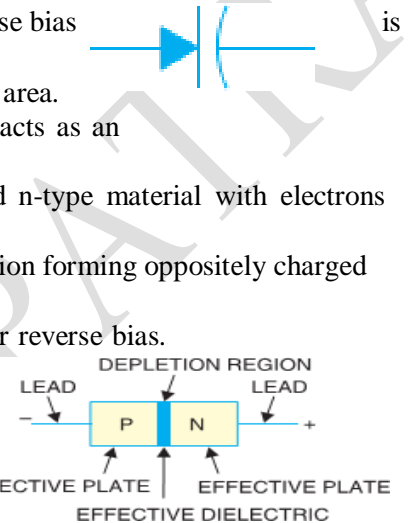 se bias is
area.
acts as an
d n-type material with electrons
ion forming oppositely charged
r reverse bias.
DEPLETION REGION
LEAD LEAD
– P N +
ECTIVE PLATE EFFECTIVE PLATE
EFFECTIVE DIELECTRIC